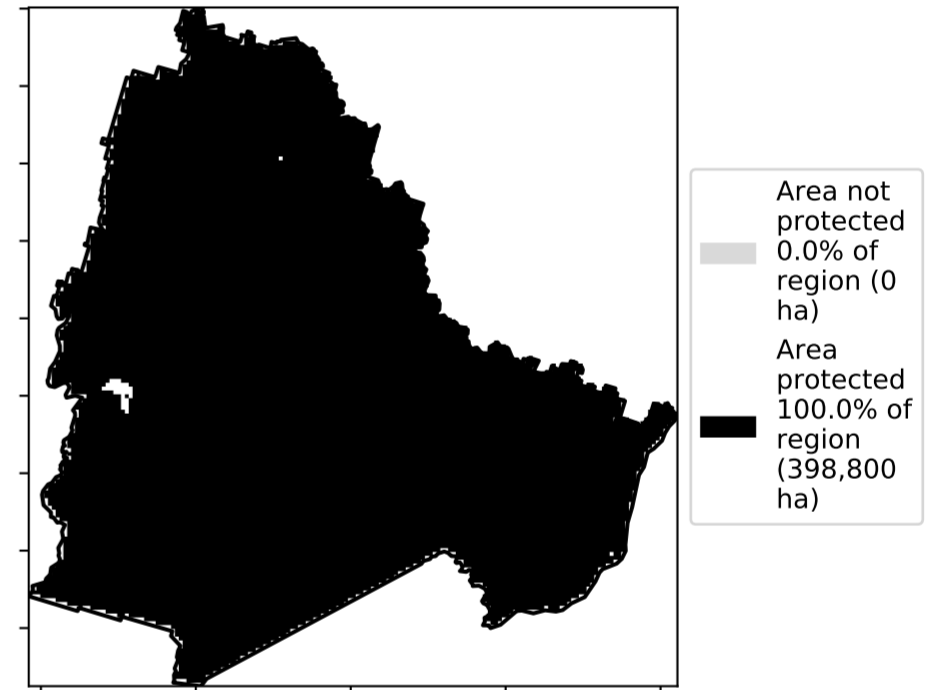 Area not
protected
0.0% of
region (0
ha)
Area
protected
100.0% of
region
(398,800
ha)